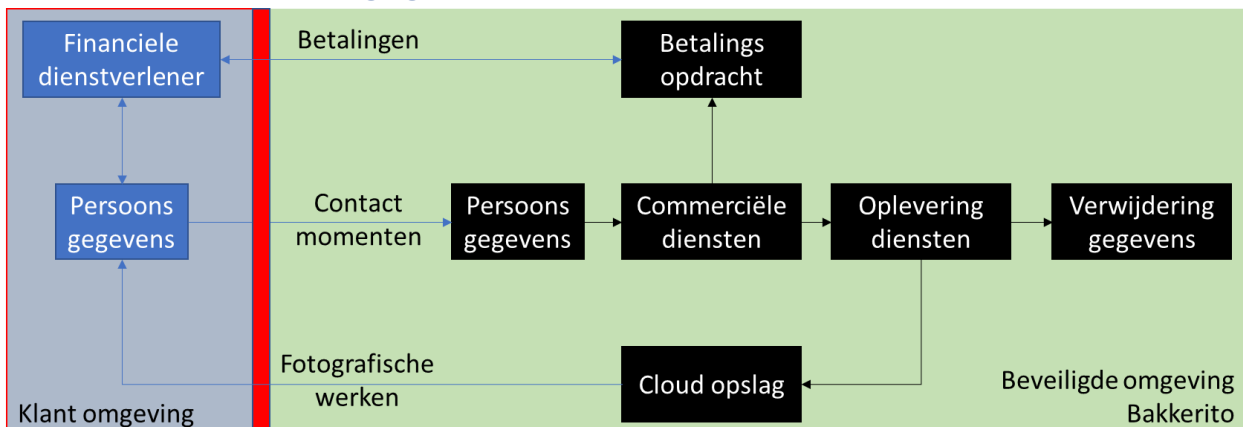 Financiele
dienstverlener
Betalingen
Betalings
opdracht
Persoons
gegevens
Contact
momenten
Persoons
gegevens
Commerciële
diensten
Oplevering
diensten
Verwijdering
gegevens
Fotografische
werken
Cloud opslag
Klant omgeving
Beveiligde omgeving
Bakkerito